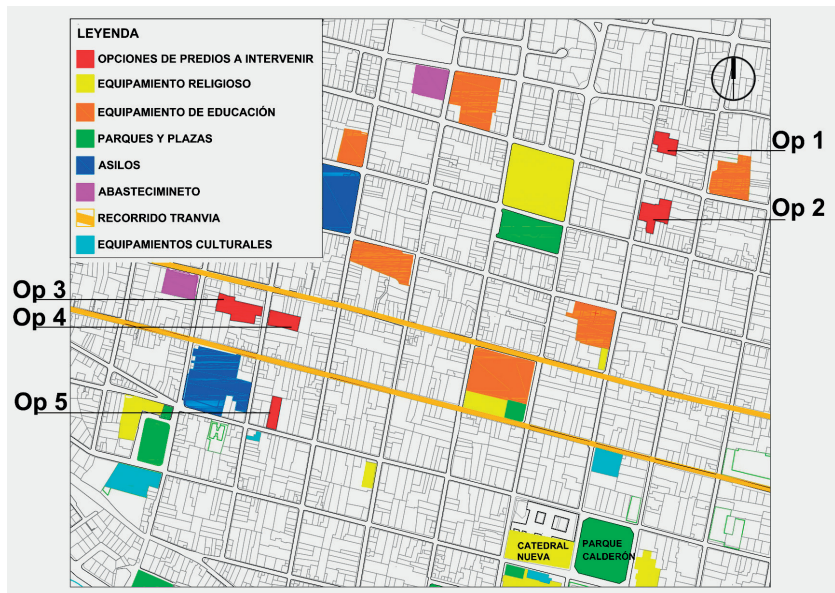 LEYENDA
OPCIONES DE PREDIOS A INTERVENIR
EQUIPAMIENTO RELIGIOSO
EQUIPAMIENTO DE EDUCACIÓN
PARQUES Y PLAZAS
ASILOS
ABASTECIMINETO
RECORRIDO TRANVIA
EQUIPAMIENTOS CULTURALES
Op 1
Op 2
Op 3
Op 4
Op 5
CATEDRAL
NUEVA
PARQUE
CALDERÓN